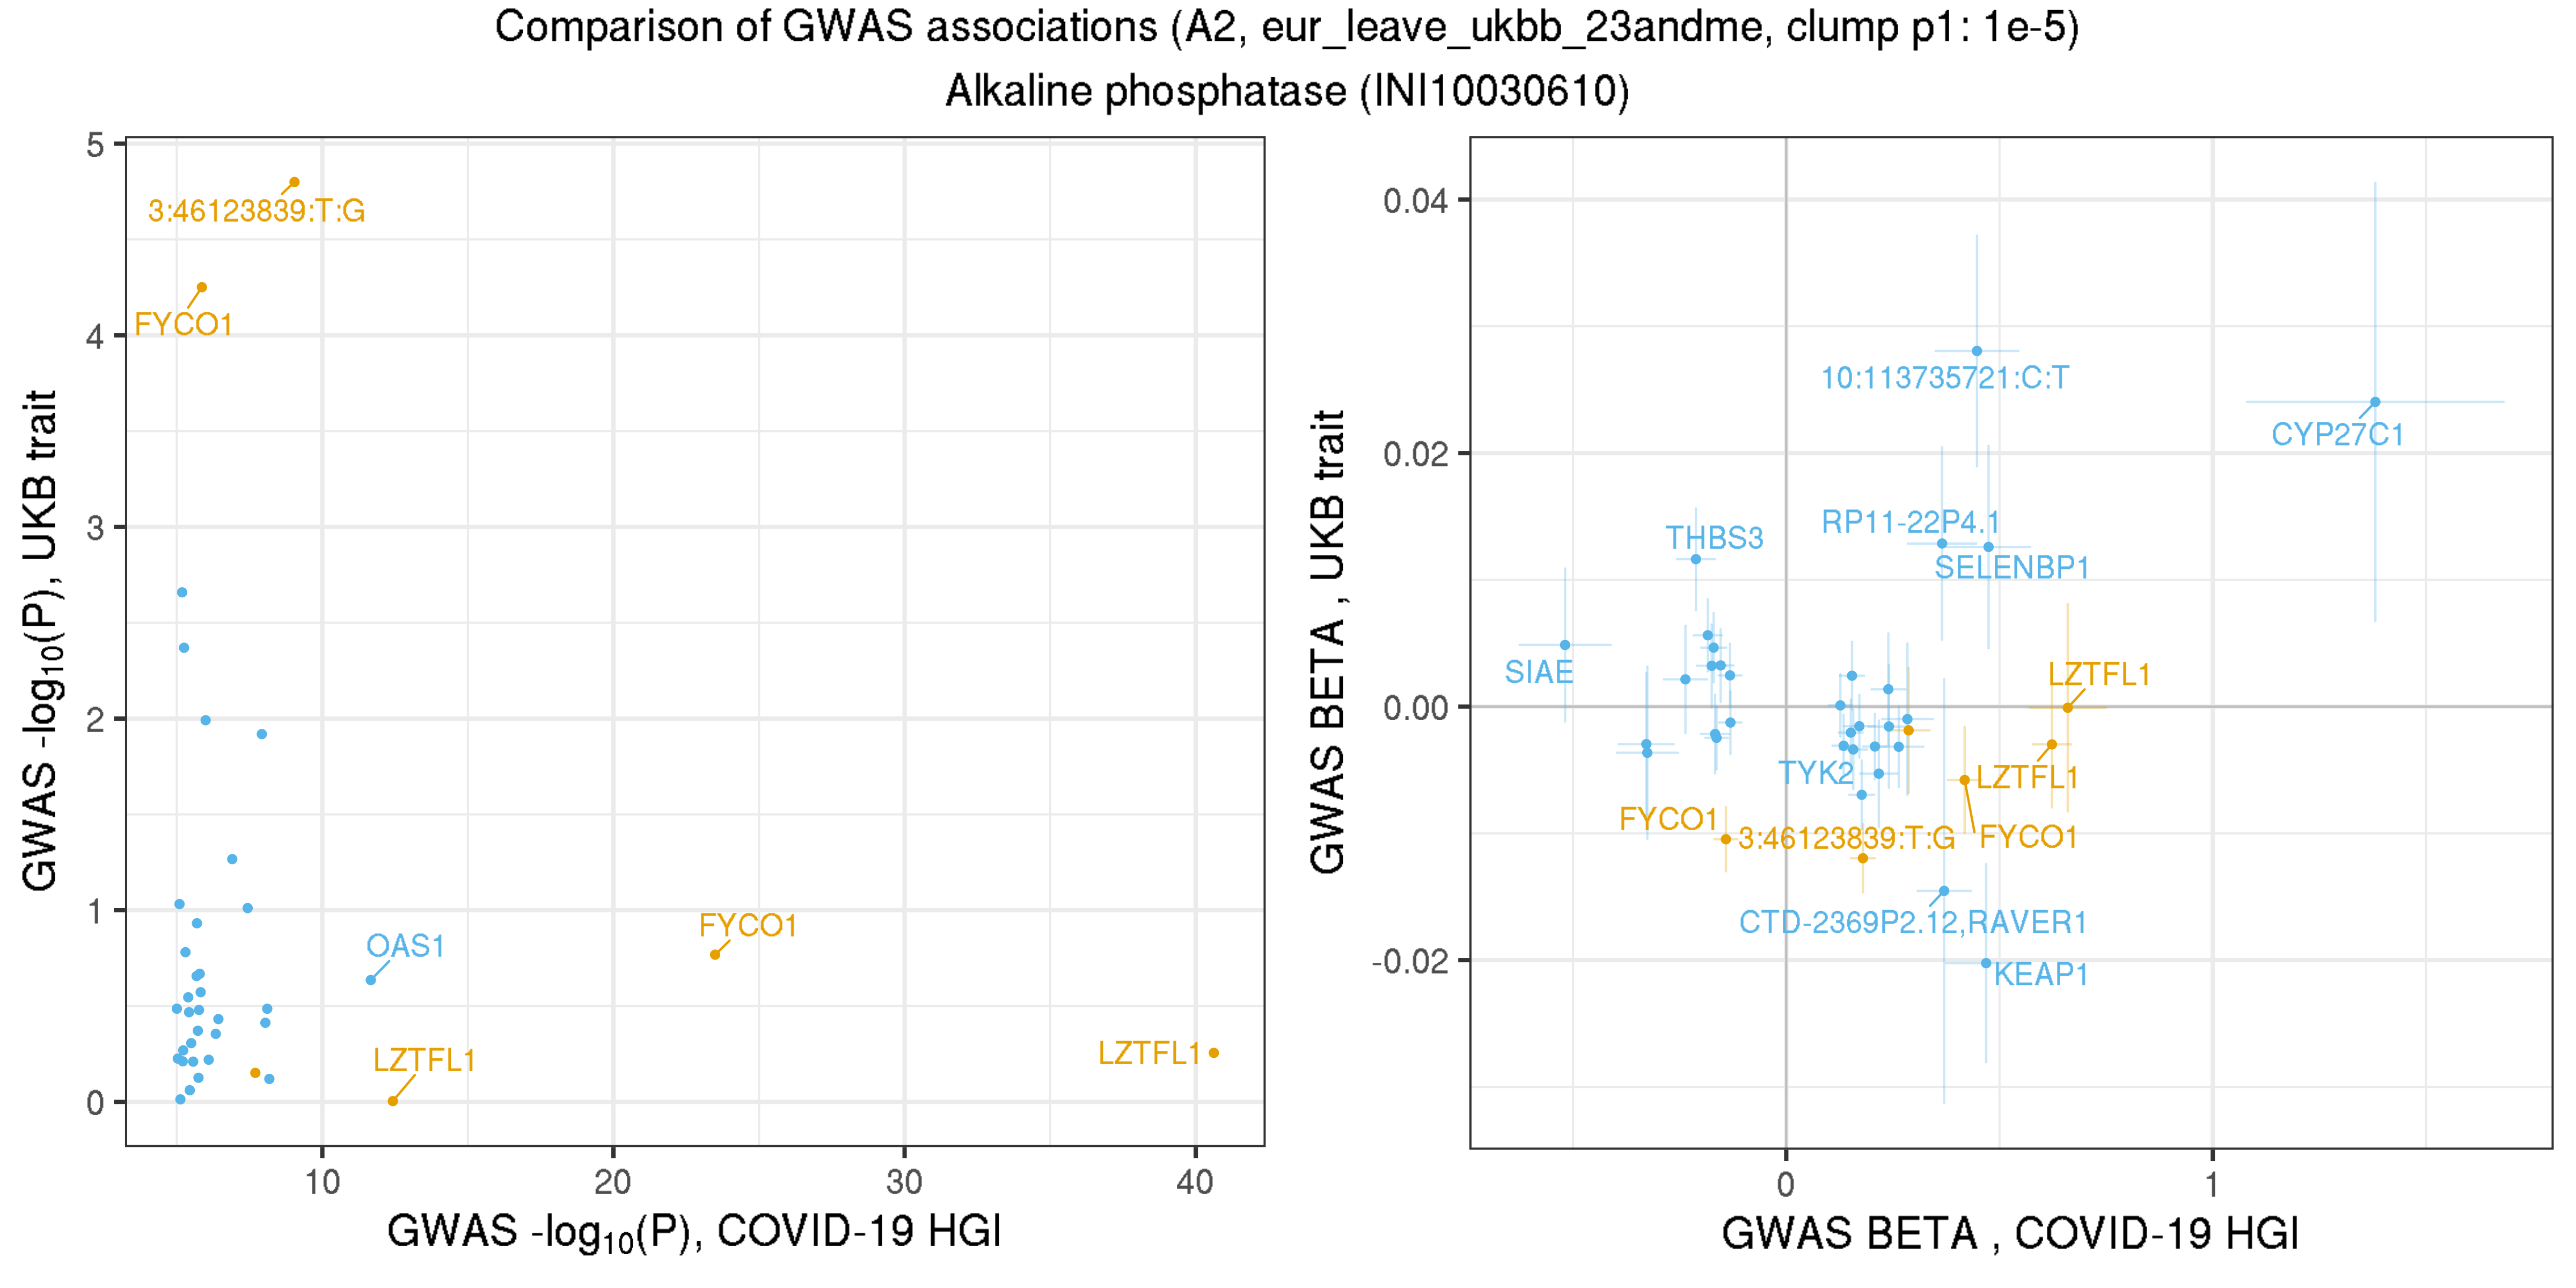 Comparison of GWAS associations (A2, eur_leave_ukbb_23andme, clump p1: 1e-5)
Alkaline phosphatase (INI10030610)
GWAS -log10(P), UKB trait
5
4
3
2
1
0
3:46123839:T:G
FYCO1
OAS1
FYCO1
LZTFL1
LZTFL1
10
20
30
40
GWAS -log10(P), COVID-19 HGI
GWAS BETA , UKB trait
0.04
0.02
0.00
-0.02
10:113735721:C:T
CYP27C1
RP11-22P4.1
THBS3
SELENBP1
SIAE
LZTFL1
TYK2
LZTFL1
FYCO1
3:46123839:T:G
FYCO1
CTD-2369P2.12,RAVER1
KEAP1
0
1
GWAS BETA , COVID-19 HGI